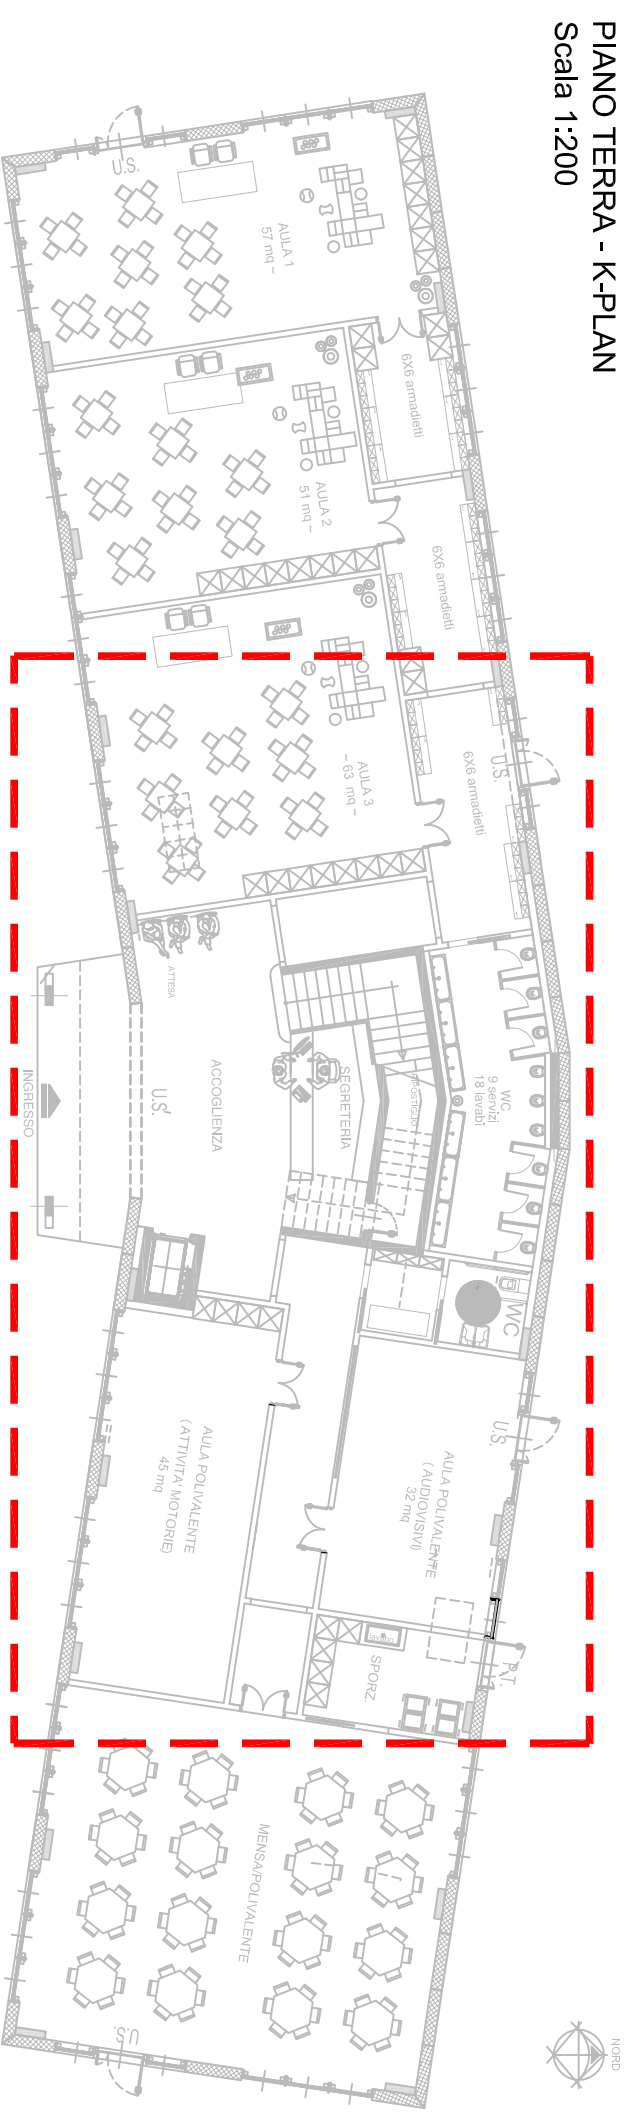 PIANO TERRA - K-PLAN
Scala 1:200
U.S.
AULA 1
57 mq ~
6X6 armadietti
AULA 2
51 mq ~
6X6 armadietti
AULA 3
~ 63 mq ~
6X6 armadietti
U.S.
ATTESA
INGRESSO
U.S.
ACCOGLIENZA
SEGRETERIA
RIPOSTIGLIO
WC
9 servizi
18 lavabi
WC
U.S.
AULA POLIVALENTE
( ATTIVITA' MOTORIE)
45 mq
AULA POLIVALENTE
( AUDIOVISIVI)
32 mq
SPORZ.
P.T.
MENSA/POLIVALENTE
U.S.
NORD